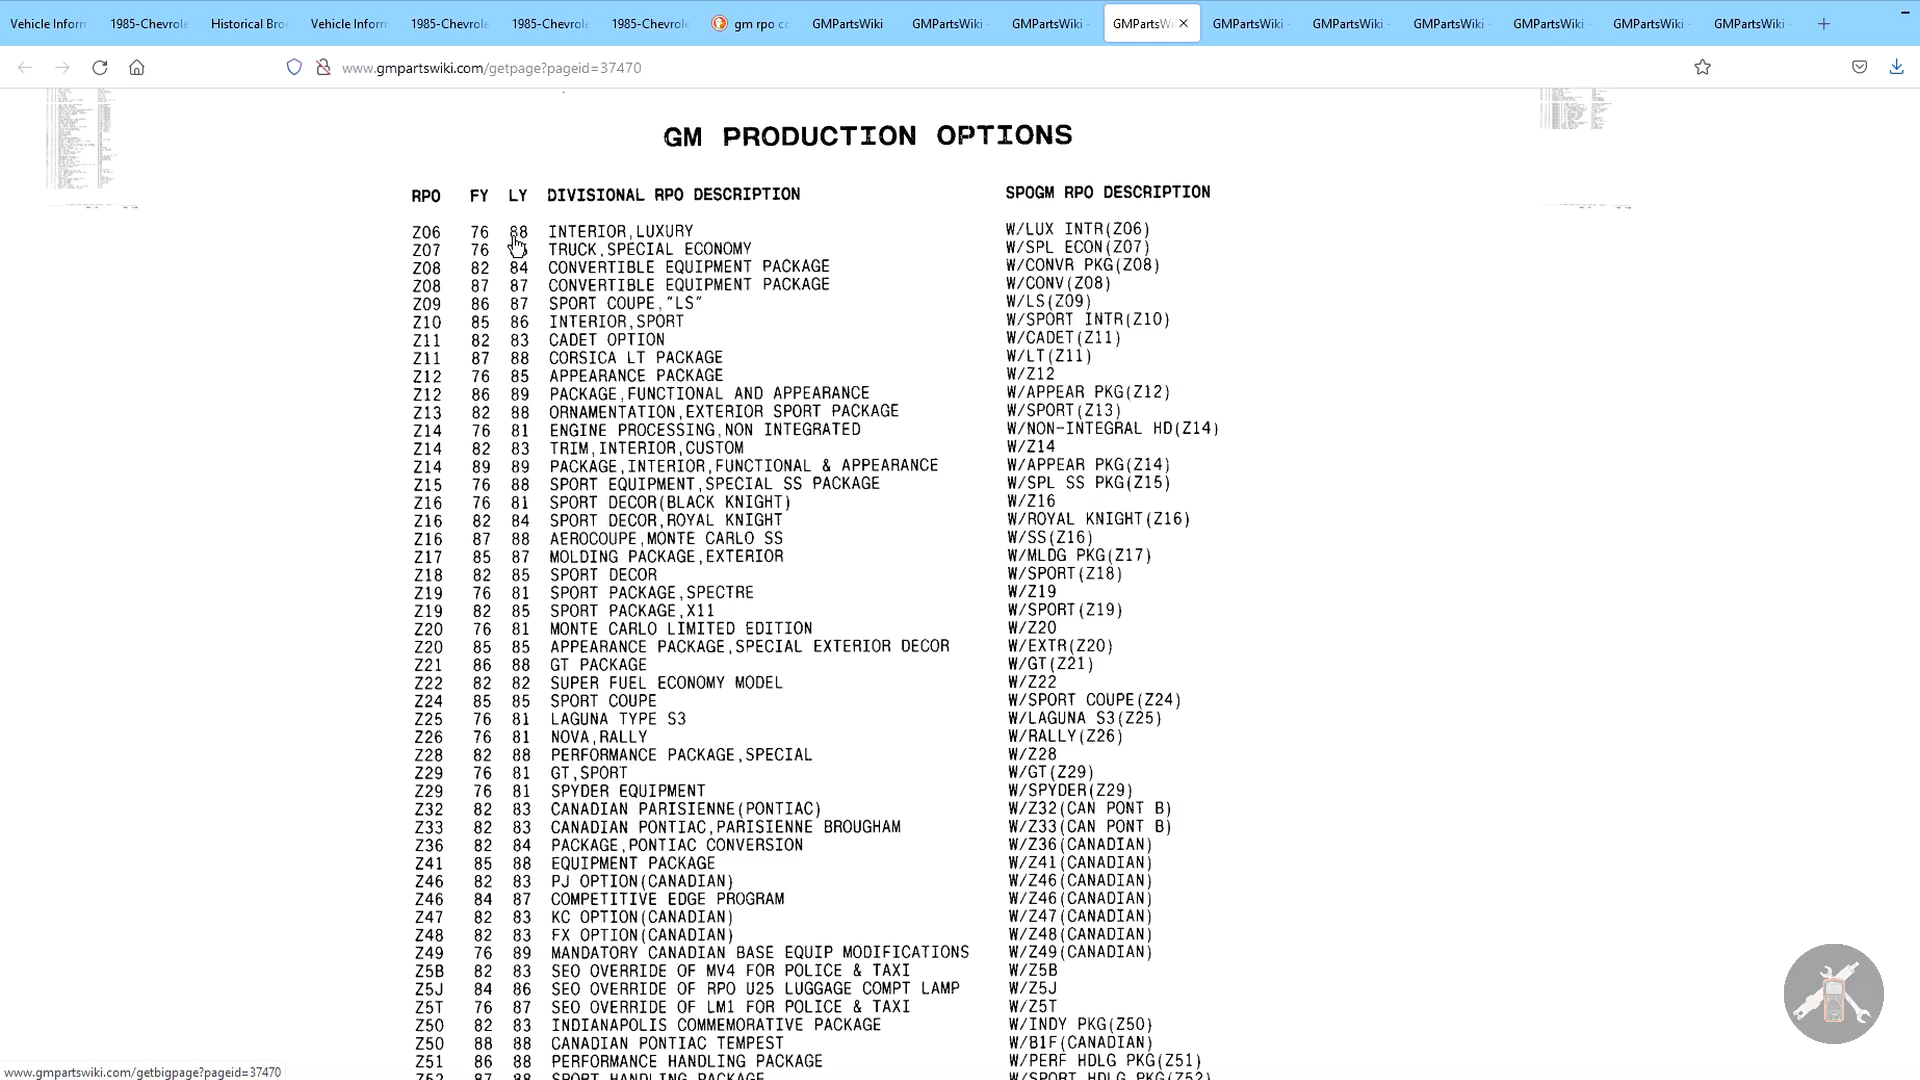 Vehicle Inform 1985-Chevrole Historical Bro Vehicle Inform 1985-Chevrole 1985-Chevrole 1985-Chevrole gm rpo co GMPartsWiki GMPartsWiki - GMPartsWiki - GMPartsWi GMPartsWiki - GMPartsWiki - GMPartsWiki - GMPartsWiki - GMPartsWiki - GMPartsWiki -
www.gmpartswiki.com/getpage?pageid=37470
GM PRODUCTION OPTIONS
RPO FY LY DIVISIONAL RPO DESCRIPTION SPOGM RPO DESCRIPTION
Z06 76 88 INTERIOR,LUXURY W/LUX INTR(Z06)
Z07 76 TRUCK,SPECIAL ECONOMY W/SPL ECON(Z07)
Z08 82 84 CONVERTIBLE EQUIPMENT PACKAGE W/CONVR PKG(Z08)
Z08 87 87 CONVERTIBLE EQUIPMENT PACKAGE W/CONV(Z08)
Z09 86 87 SPORT COUPE,"LS" W/LS(Z09)
Z10 85 86 INTERIOR,SPORT W/SPORT INTR(Z10)
Z11 82 83 CADET OPTION W/CADET(Z11)
Z11 87 88 CORSICA LT PACKAGE W/LT(Z11)
Z12 76 85 APPEARANCE PACKAGE W/Z12
Z12 86 89 PACKAGE,FUNCTIONAL AND APPEARANCE W/APPEAR PKG(Z12)
Z13 82 88 ORNAMENTATION,EXTERIOR SPORT PACKAGE W/SPORT(Z13)
Z14 76 81 ENGINE PROCESSING,NON INTEGRATED W/NON-INTEGRAL HD(Z14)
Z14 82 83 TRIM,INTERIOR,CUSTOM W/Z14
Z14 89 89 PACKAGE,INTERIOR,FUNCTIONAL & APPEARANCE W/APPEAR PKG(Z14)
Z15 76 88 SPORT EQUIPMENT,SPECIAL SS PACKAGE W/SPL SS PKG(Z15)
Z16 76 81 SPORT DECOR(BLACK KNIGHT) W/Z16
Z16 82 84 SPORT DECOR,ROYAL KNIGHT W/ROYAL KNIGHT(Z16)
Z16 87 88 AEROCOUPE,MONTE CARLO SS W/SS(Z16)
Z17 85 87 MOLDING PACKAGE,EXTERIOR W/MLDG PKG(Z17)
Z18 82 85 SPORT DECOR W/SPORT(Z18)
Z19 76 81 SPORT PACKAGE,SPECTRE W/Z19
Z19 82 85 SPORT PACKAGE,X11 W/SPORT(Z19)
Z20 76 81 MONTE CARLO LIMITED EDITION W/Z20
Z20 85 85 APPEARANCE PACKAGE,SPECIAL EXTERIOR DECOR W/EXTR(Z20)
Z21 86 88 GT PACKAGE W/GT(Z21)
Z22 82 82 SUPER FUEL ECONOMY MODEL W/Z22
Z24 85 85 SPORT COUPE W/SPORT COUPE(Z24)
Z25 76 81 LAGUNA TYPE S3 W/LAGUNA S3(Z25)
Z26 76 81 NOVA,RALLY W/RALLY(Z26)
Z28 82 88 PERFORMANCE PACKAGE,SPECIAL W/Z28
Z29 76 81 GT,SPORT W/GT(Z29)
Z29 76 81 SPYDER EQUIPMENT W/SPYDER(Z29)
Z32 82 83 CANADIAN PARISIENNE(PONTIAC) W/Z32(CAN PONT B)
Z33 82 83 CANADIAN PONTIAC,PARISIENNE BROUGHAM W/Z33(CAN PONT B)
Z36 82 84 PACKAGE,PONTIAC CONVERSION W/Z36(CANADIAN)
Z41 85 88 EQUIPMENT PACKAGE W/Z41(CANADIAN)
Z46 82 83 PJ OPTION(CANADIAN) W/Z46(CANADIAN)
Z46 84 87 COMPETITIVE EDGE PROGRAM W/Z46(CANADIAN)
Z47 82 83 KC OPTION(CANADIAN) W/Z47(CANADIAN)
Z48 82 83 FX OPTION(CANADIAN) W/Z48(CANADIAN)
Z49 76 89 MANDATORY CANADIAN BASE EQUIP MODIFICATIONS W/Z49(CANADIAN)
Z5B 82 83 SEO OVERRIDE OF MV4 FOR POLICE & TAXI W/Z5B
Z5J 84 86 SEO OVERRIDE OF RPO U25 LUGGAGE COMPT LAMP W/Z5J
Z5T 76 87 SEO OVERRIDE OF LM1 FOR POLICE & TAXI W/Z5T
Z50 82 83 INDIANAPOLIS COMMEMORATIVE PACKAGE W/INDY PKG(Z50)
Z50 88 88 CANADIAN PONTIAC TEMPEST W/B1F(CANADIAN)
Z51 86 88 PERFORMANCE HANDLING PACKAGE W/PERF HDLG PKG(Z51)
Z52 87 88 SPORT HANDLING PACKAGE W/SPORT HDLG PKG(Z52)
www.gmpartswiki.com/getbigpage?pageid=37470